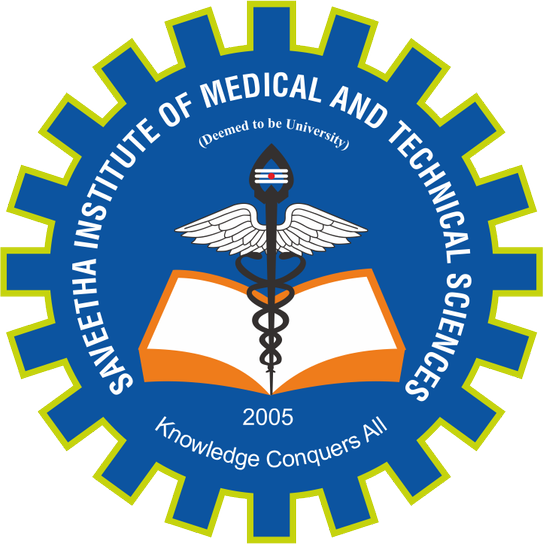 SAVEETHA INSTITUTE OF MEDICAL AND TECHNICAL SCIENCES
(Deemed to be University)
2005
Knowledge Conquers All